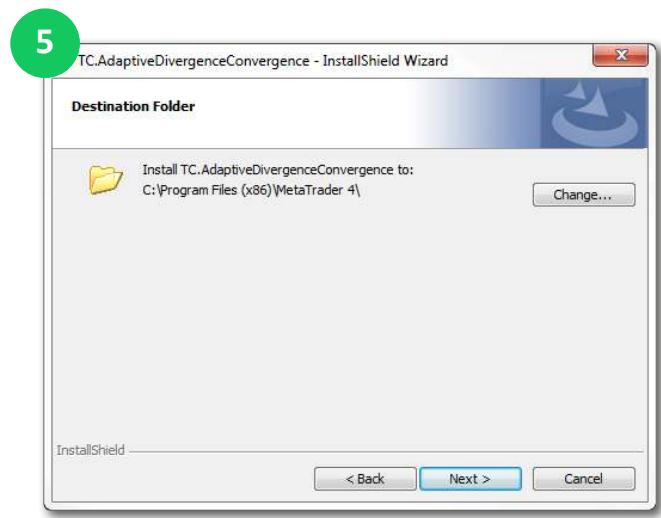 5
TC.AdaptiveDivergenceConvergence - InstallShield Wizard
Destination Folder
Install TC.AdaptiveDivergenceConvergence to:
C:\Program Files (x86)\MetaTrader 4\
Change...
InstallShield
< Back
Next >
Cancel